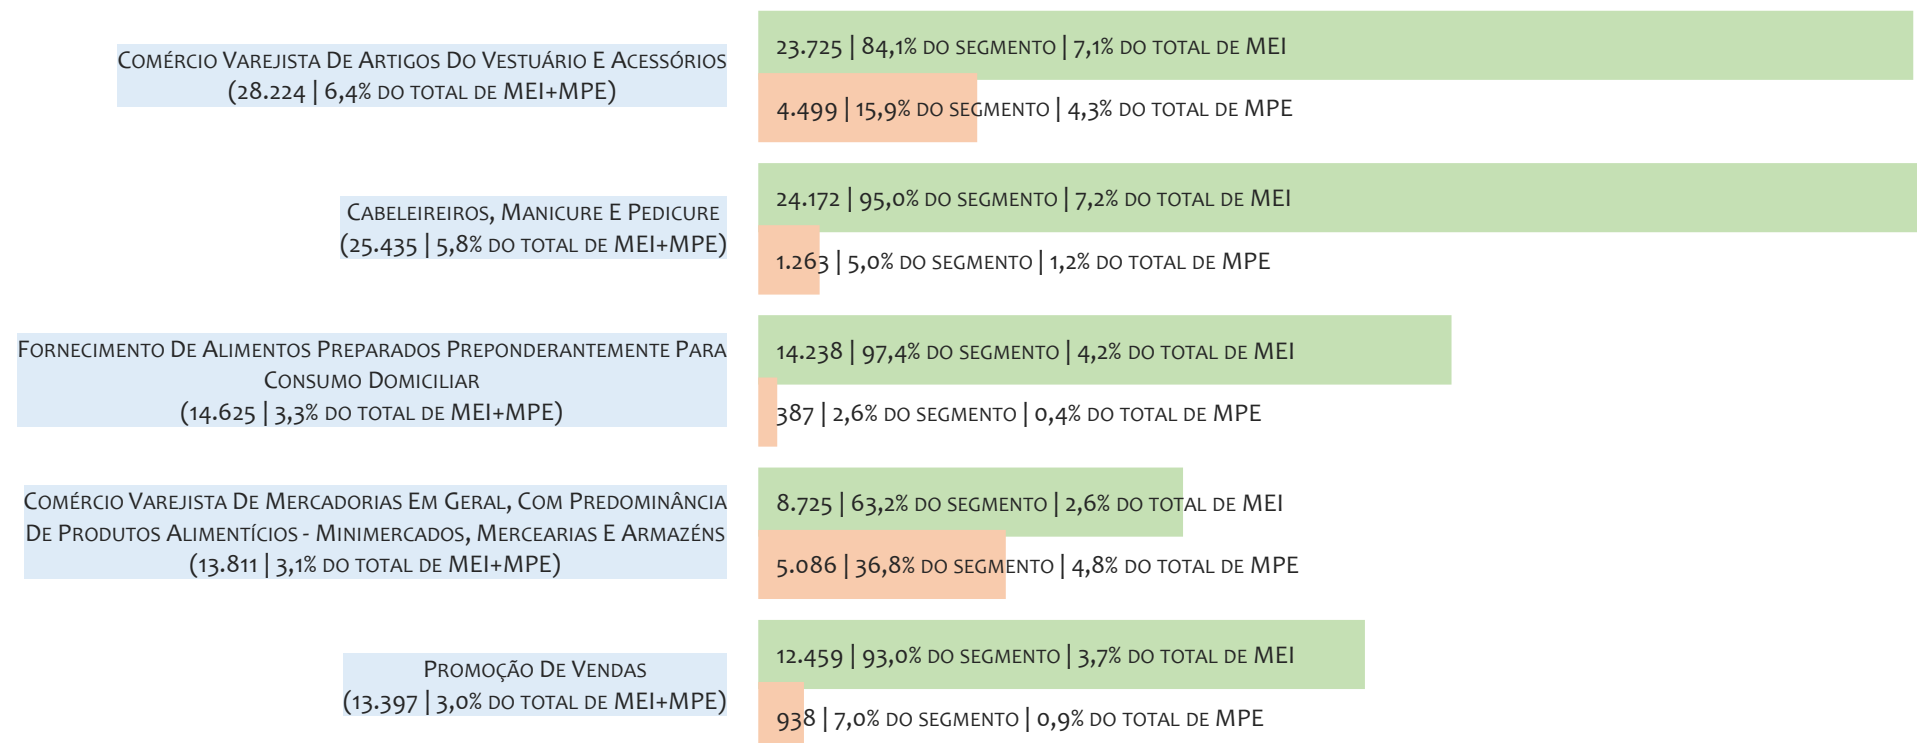 Comércio Varejista De Artigos Do Vestuário E Acessórios
(28.224 | 6,4% do total de MEI+MPE)
23.725 | 84,1% do segmento | 7,1% do total de MEI
4.499 | 15,9% do segmento | 4,3% do total de MPE
Cabeleireiros, Manicure E Pedicure
(25.435 | 5,8% do total de MEI+MPE)
24.172 | 95,0% do segmento | 7,2% do total de MEI
1.263 | 5,0% do segmento | 1,2% do total de MPE
Fornecimento De Alimentos Preparados Preponderantemente Para
Consumo Domiciliar
(14.625 | 3,3% do total de MEI+MPE)
14.238 | 97,4% do segmento | 4,2% do total de MEI
387 | 2,6% do segmento | 0,4% do total de MPE
Comércio Varejista De Mercadorias Em Geral, Com Predominância
De Produtos Alimentícios - Minimercados, Mercearias E Armazéns
(13.811 | 3,1% do total de MEI+MPE)
8.725 | 63,2% do segmento | 2,6% do total de MEI
5.086 | 36,8% do segmento | 4,8% do total de MPE
Promoção De Vendas
(13.397 | 3,0% do total de MEI+MPE)
12.459 | 93,0% do segmento | 3,7% do total de MEI
938 | 7,0% do segmento | 0,9% do total de MPE